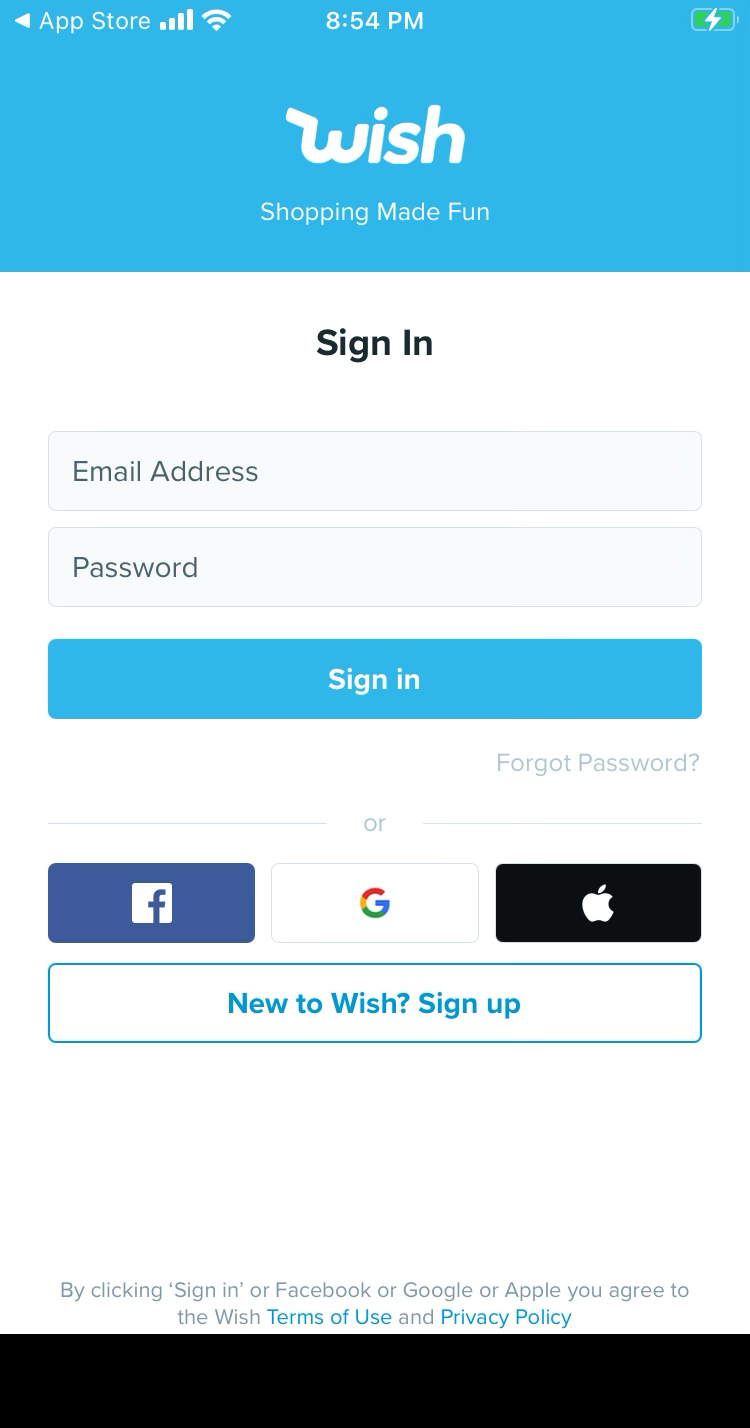 App Store
8:54 PM
wish
Shopping Made Fun
Sign In
Email Address
Password
Sign in
Forgot Password?
or
New to Wish? Sign up
By clicking ‘Sign in’ or Facebook or Google or Apple you agree to
the Wish Terms of Use and Privacy Policy